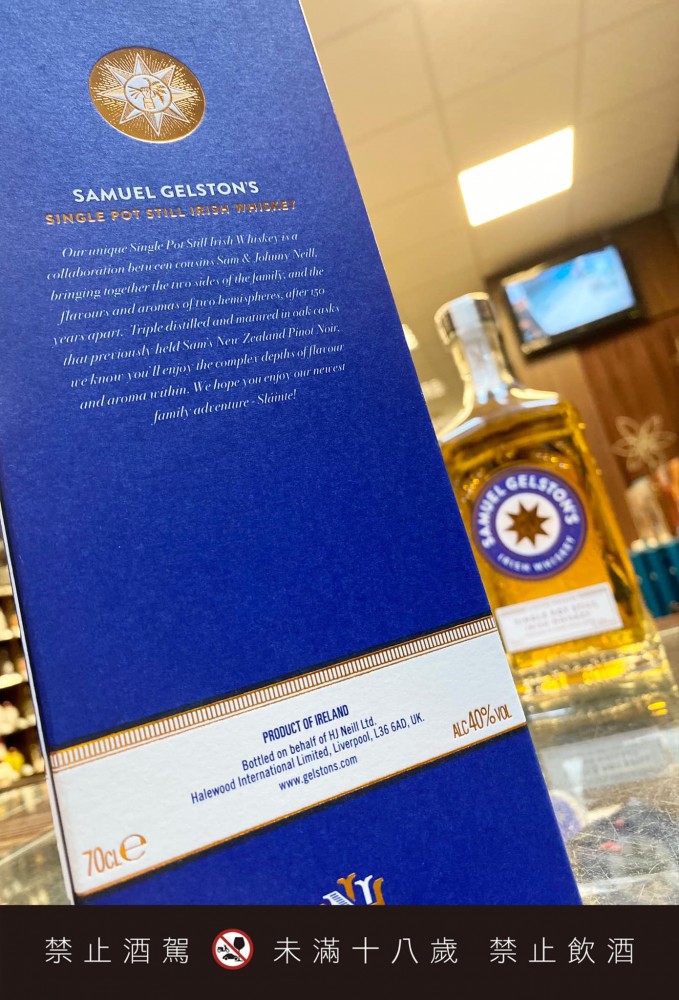 SAMUEL GELSTON'S
SINGLE POT STILL IRISH WHISKEY
Our unique Single Pot Still Irish Whiskey is a
collaboration between cousins Sam & Johnny Neill,
bringing together the two sides of the family, and the
flavours and aromas of two hemispheres, after 150
years apart. Triple distilled and matured in oak casks
that previously held Sam's New Zealand Pinot Noir,
we know you'll enjoy the complex depths of flavour
and aroma within. We hope you enjoy our newest
family adventure - Sláinte!
SAMUEL GELSTON'S
IRISH WHISKEY
SINGLE POT STILL
IRISH WHISKEY
PRODUCT OF IRELAND
Bottled on behalf of HJ Neill Ltd.
Halewood International Limited, Liverpool, L36 6AD, UK.
www.gelstons.com
ALC 40% VOL
70CL e
禁止酒駕 未滿十八歲 禁止飲酒